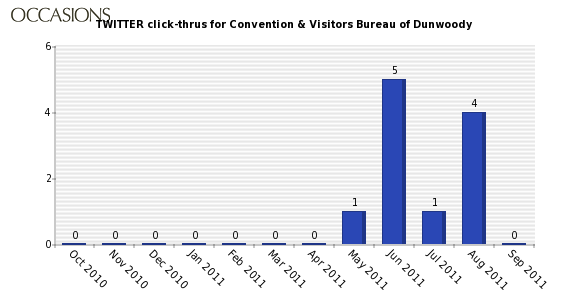 OCCASIONS
TWITTER click-thrus for Convention & Visitors Bureau of Dunwoody
6
4
2
0
0 0 0 0 0 0 0 1 5 1 4 0
Oct 2010 Nov 2010 Dec 2010 Jan 2011 Feb 2011 Mar 2011 Apr 2011 May 2011 Jun 2011 Jul 2011 Aug 2011 Sep 2011